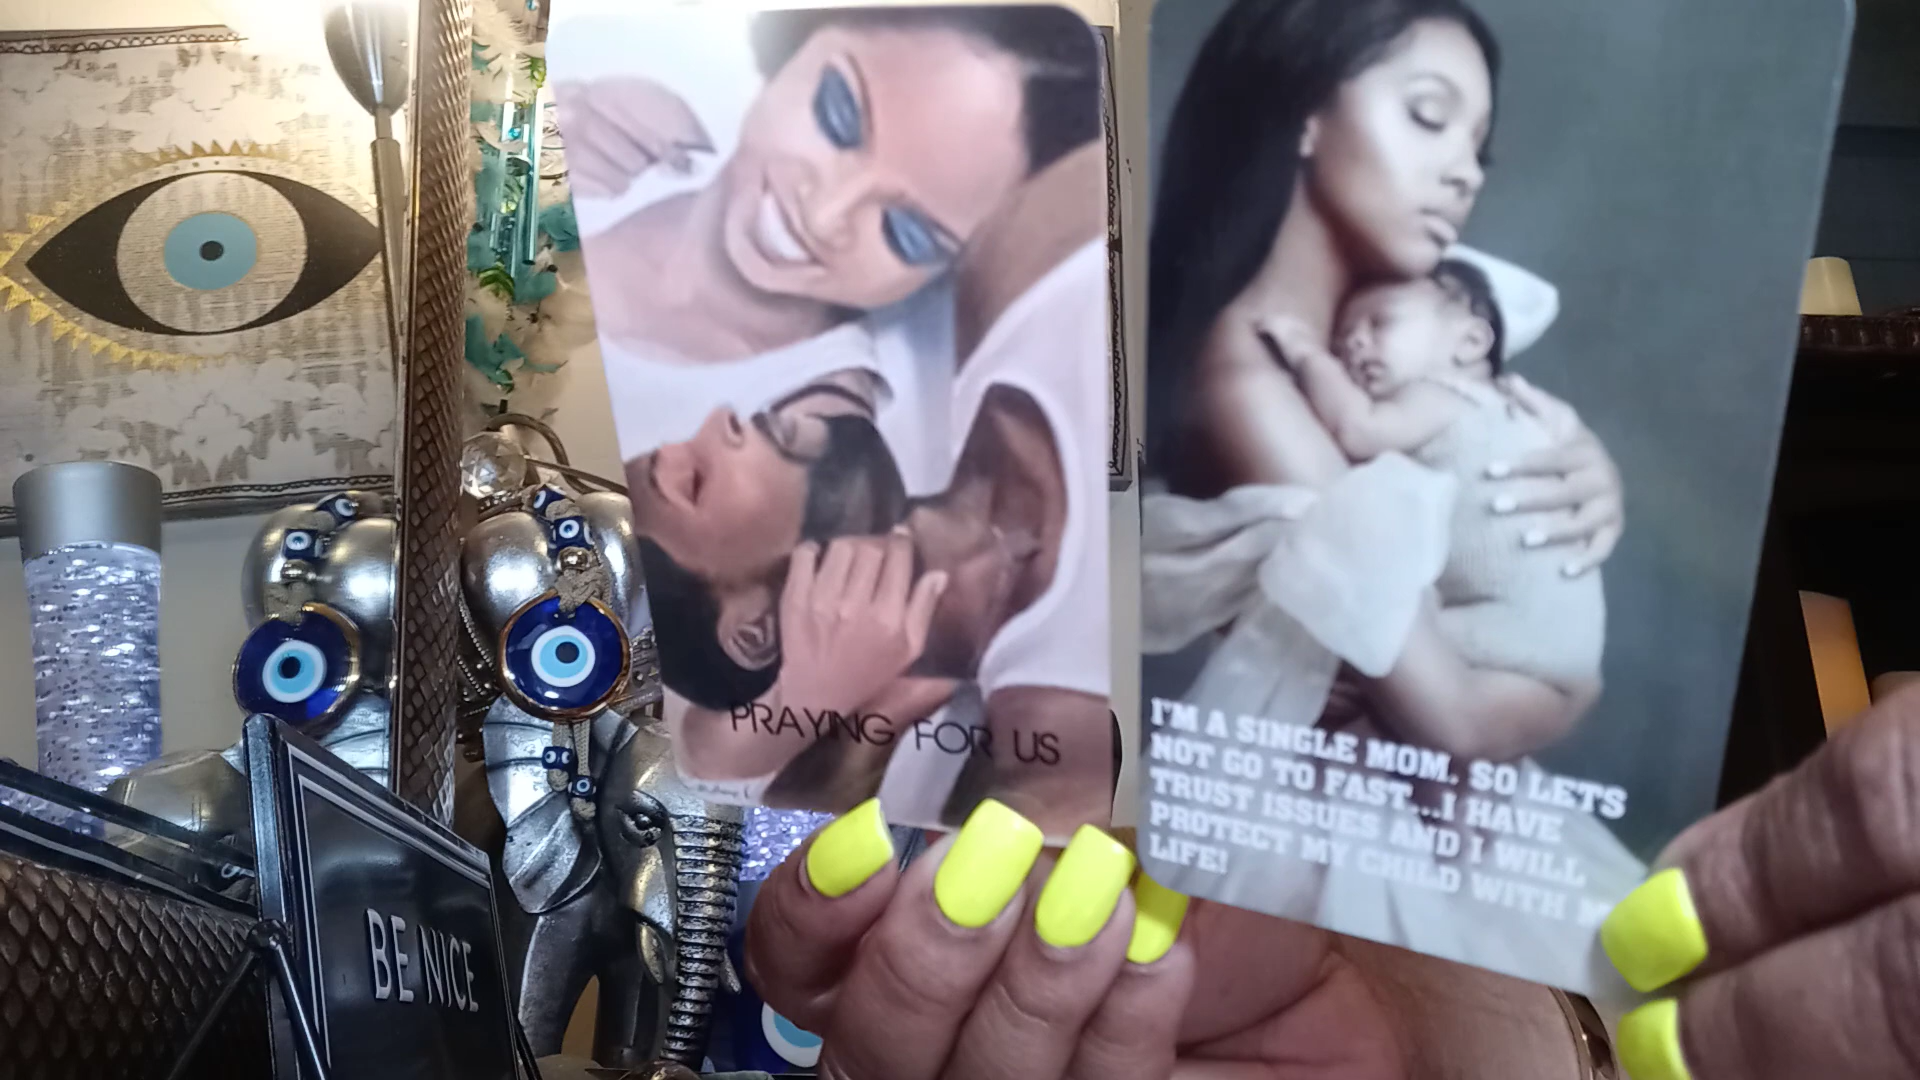 PRAYING FOR US
I'M A SINGLE MOM. SO LETS
NOT GO TO FAST...I HAVE
TRUST ISSUES AND I WILL
PROTECT MY CHILD WITH
LIFE!
BE NICE